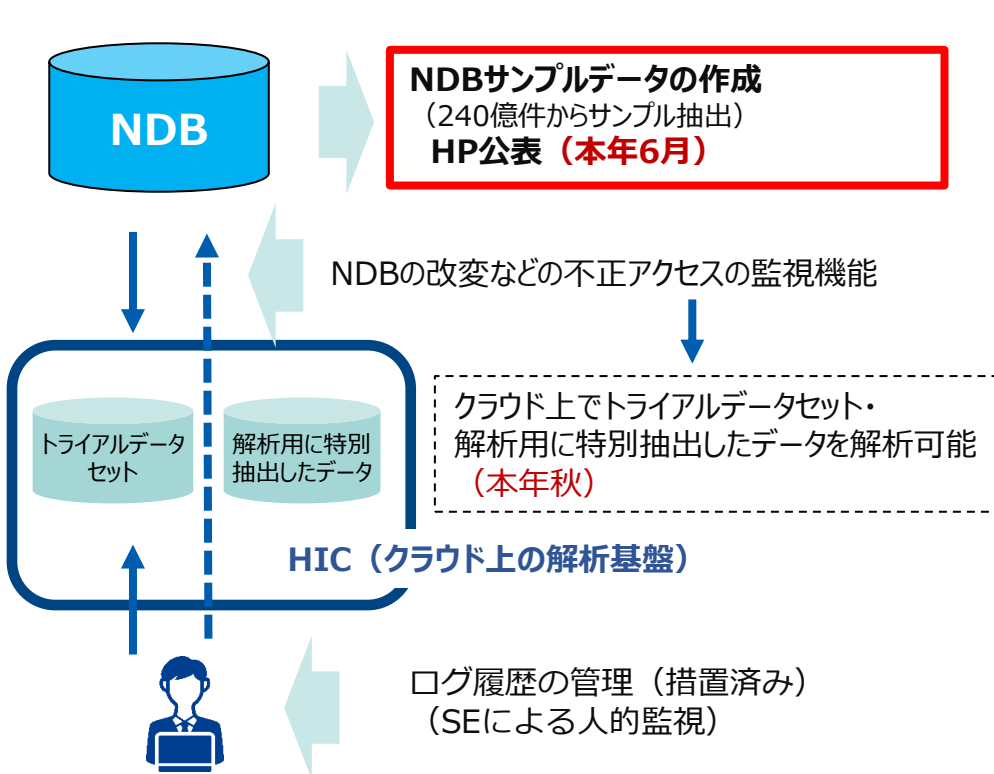 NDB
NDBサンプルデータの作成
（240億件からサンプル抽出）
HP公表（本年6月）
NDBの改変などの不正アクセスの監視機能
トライアルデータ
セット
解析用に特別
抽出したデータ
クラウド上でトライアルデータセット・
解析用に特別抽出したデータを解析可能
（本年秋）
HIC（クラウド上の解析基盤）
ログ履歴の管理（措置済み）
（SEによる人的監視）